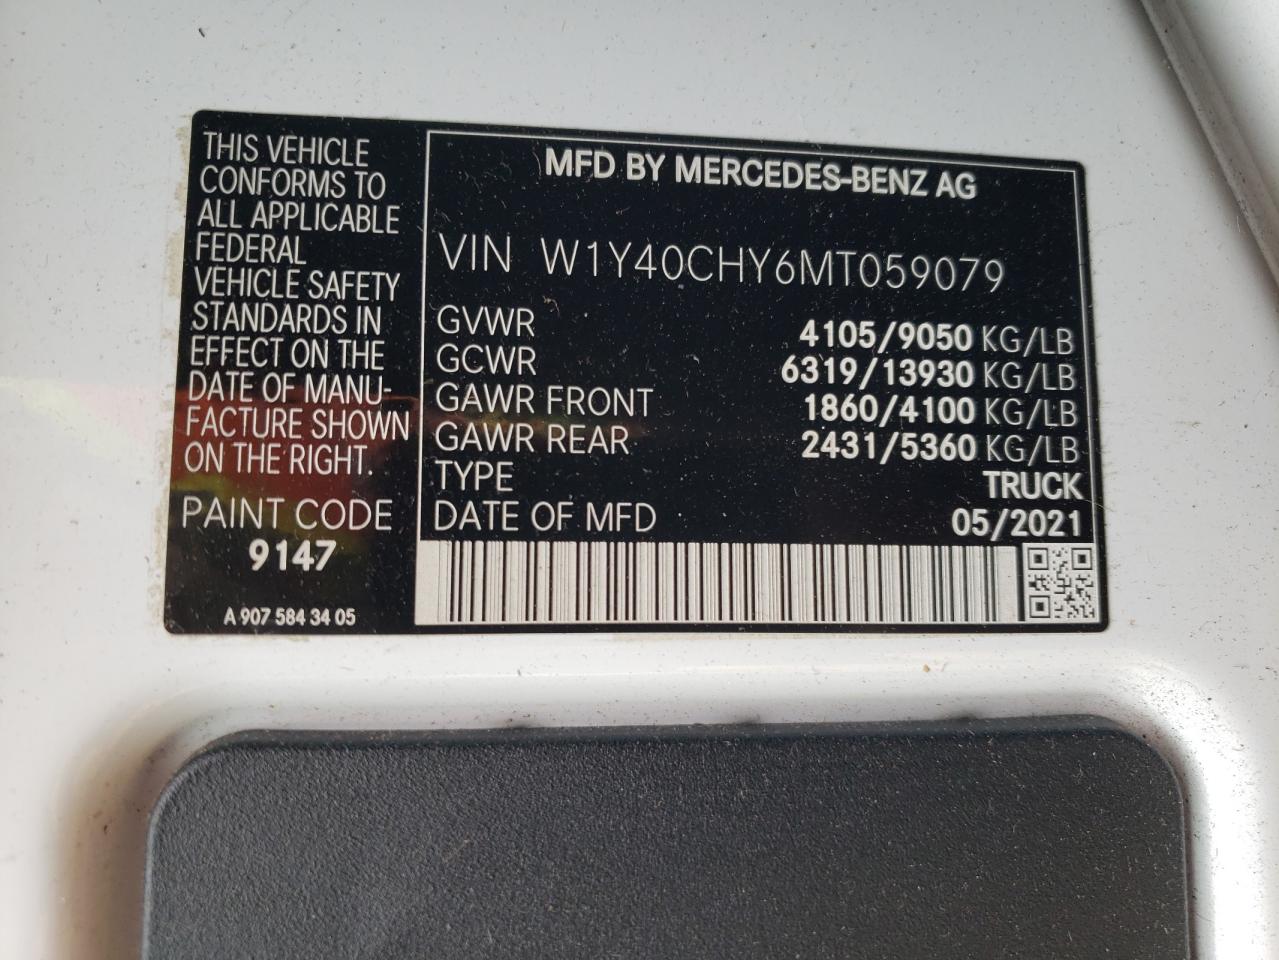 THIS VEHICLE
CONFORMS TO
ALL APPLICABLE
FEDERAL
VEHICLE SAFETY
STANDARDS IN
EFFECT ON THE
DATE OF MANU-
FACTURE SHOWN
ON THE RIGHT.
PAINT CODE
9147
A 907 584 34 05
MFD BY MERCEDES-BENZ AG
VIN W1Y40CHY6MT059079
GVWR 4105/9050 KG/LB
GCWR 6319/13930 KG/LB
GAWR FRONT 1860/4100 KG/LB
GAWR REAR 2431/5360 KG/LB
TYPE TRUCK
DATE OF MFD 05/2021